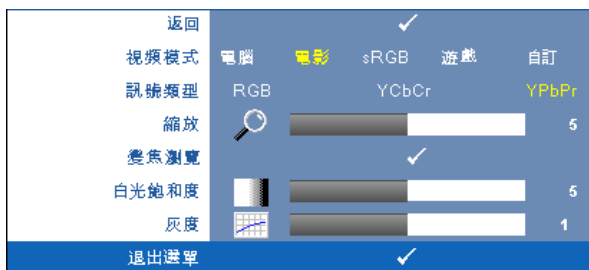 返回
視頻模式 電腦 電影 sRGB 遊戲 自訂
訊號類型 RGB YCbCr YPbPr
縮放 5
變焦瀏覽
白光飽和度 5
灰度 1
退出選單